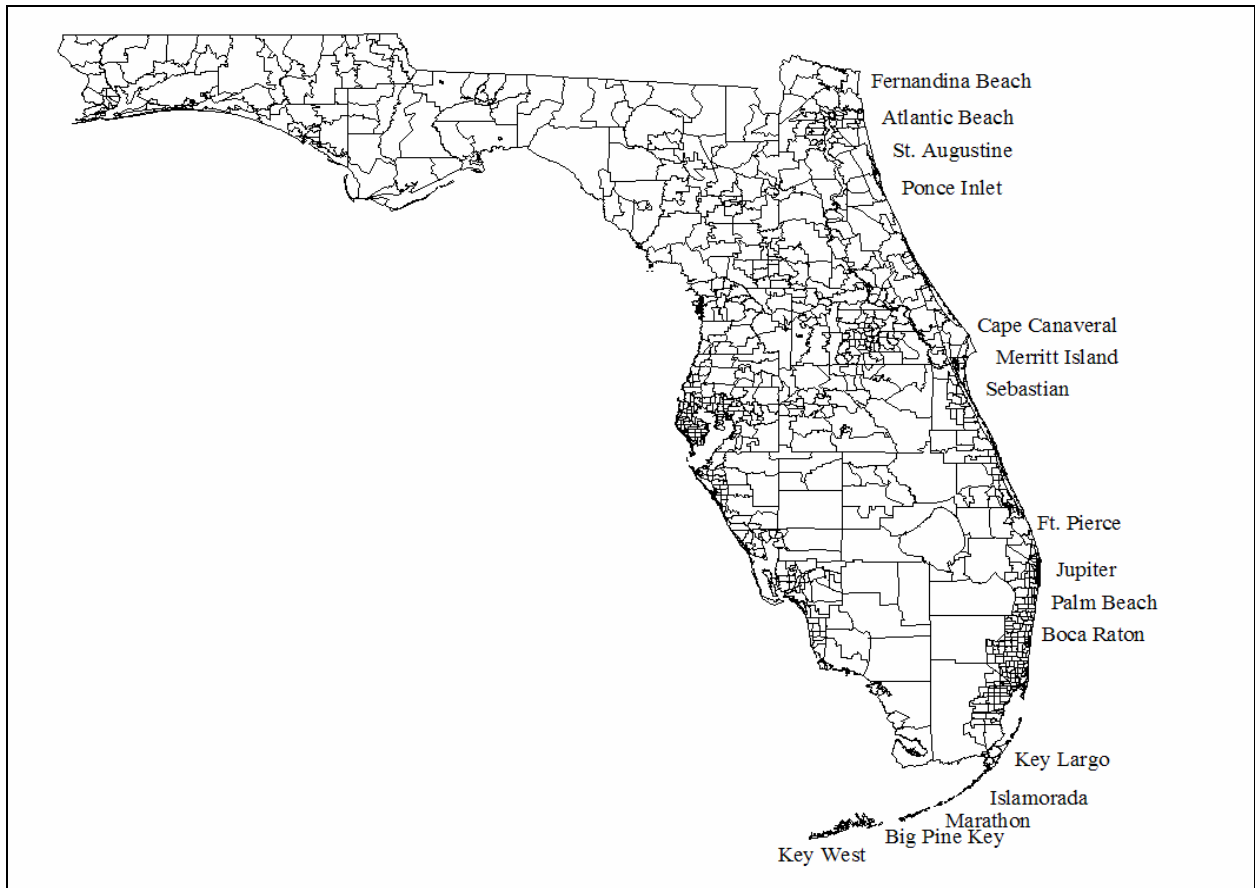 Fernandina Beach
Atlantic Beach
St. Augustine
Ponce Inlet
Cape Canaveral
Merritt Island
Sebastian
Ft. Pierce
Jupiter
Palm Beach
Boca Raton
Key Largo
Islamorada
Marathon
Big Pine Key
Key West